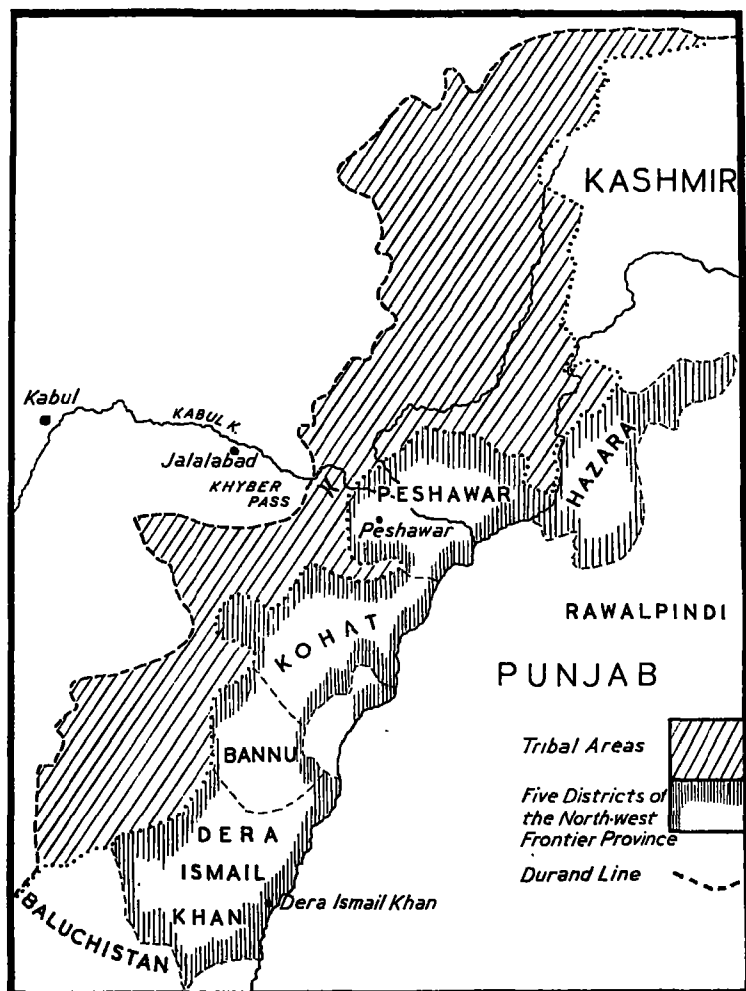 KASHMIR
Kabul
KABUL R.
Jalalabad
KHYBER
PASS
PESHAWAR
Peshawar
HAZARA
KOHAT
RAWALPINDI
PUNJAB
BANNU
DERA
ISMAIL
KHAN
Dera Ismail Khan
BALUCHISTAN
Tribal Areas
Five Districts of
the North-west
Frontier Province
Durand Line